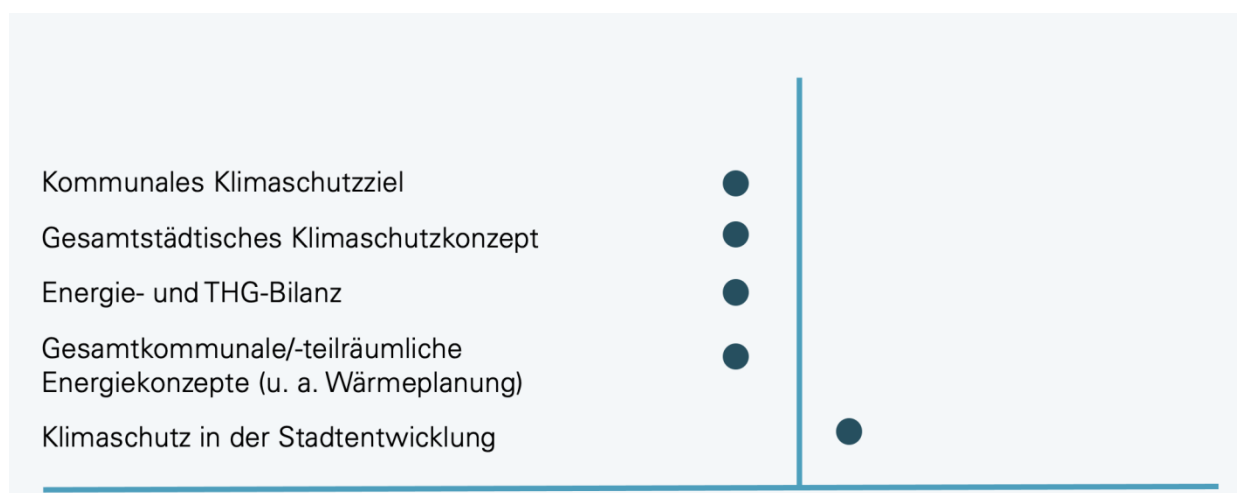 Kommunales Klimaschutzziel
Gesamtstädtisches Klimaschutzkonzept
Energie- und THG-Bilanz
Gesamtkommunale/-teilräumliche
Energiekonzepte (u. a. Wärmeplanung)
Klimaschutz in der Stadtentwicklung